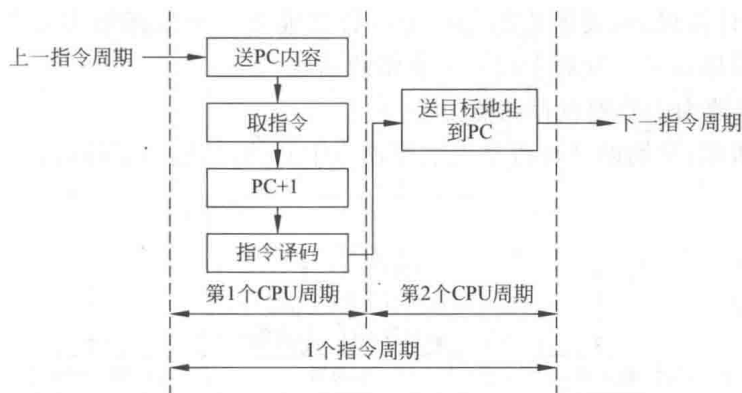 上一指令周期
送PC内容
取指令
PC+1
指令译码
送目标地址
到PC
下一指令周期
第1个CPU周期
第2个CPU周期
1个指令周期